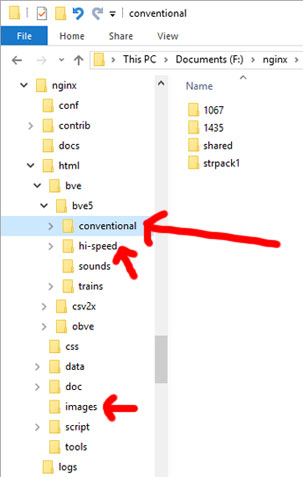 conventional
File Home Share View
This PC Documents (F:) nginx
nginx
conf
contrib
docs
html
bve
bve5
conventional
hi-speed
sounds
trains
csv2x
obve
css
data
doc
images
script
tools
logs
Name
1067
1435
shared
strpack1